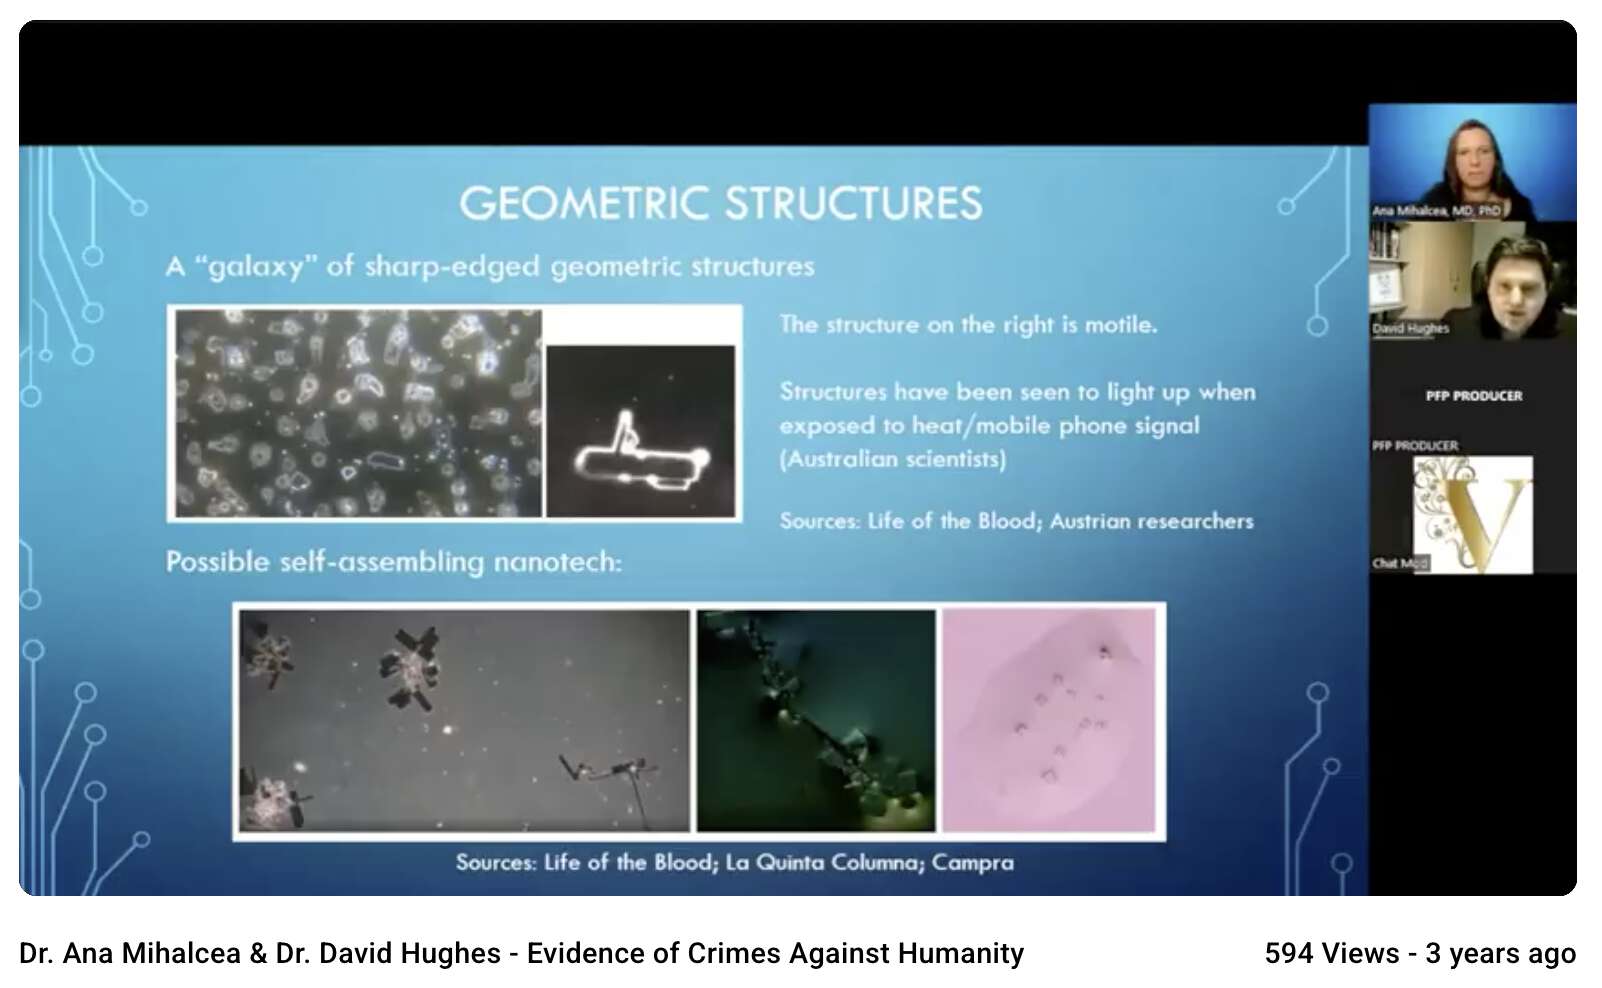 GEOMETRIC STRUCTURES
A “galaxy” of sharp-edged geometric structures
The structure on the right is motile.
Structures have been seen to light up when
exposed to heat/mobile phone signal
(Australian scientists)
Sources: Life of the Blood; Austrian researchers
Possible self-assembling nanotech:
Sources: Life of the Blood; La Quinta Columna; Campra
Ana Mihalcea, MD, PhD
David Hughes
PFP PRODUCER
PFP PRODUCER
V
Chat Mod
Dr. Ana Mihalcea & Dr. David Hughes - Evidence of Crimes Against Humanity
594 Views - 3 years ago